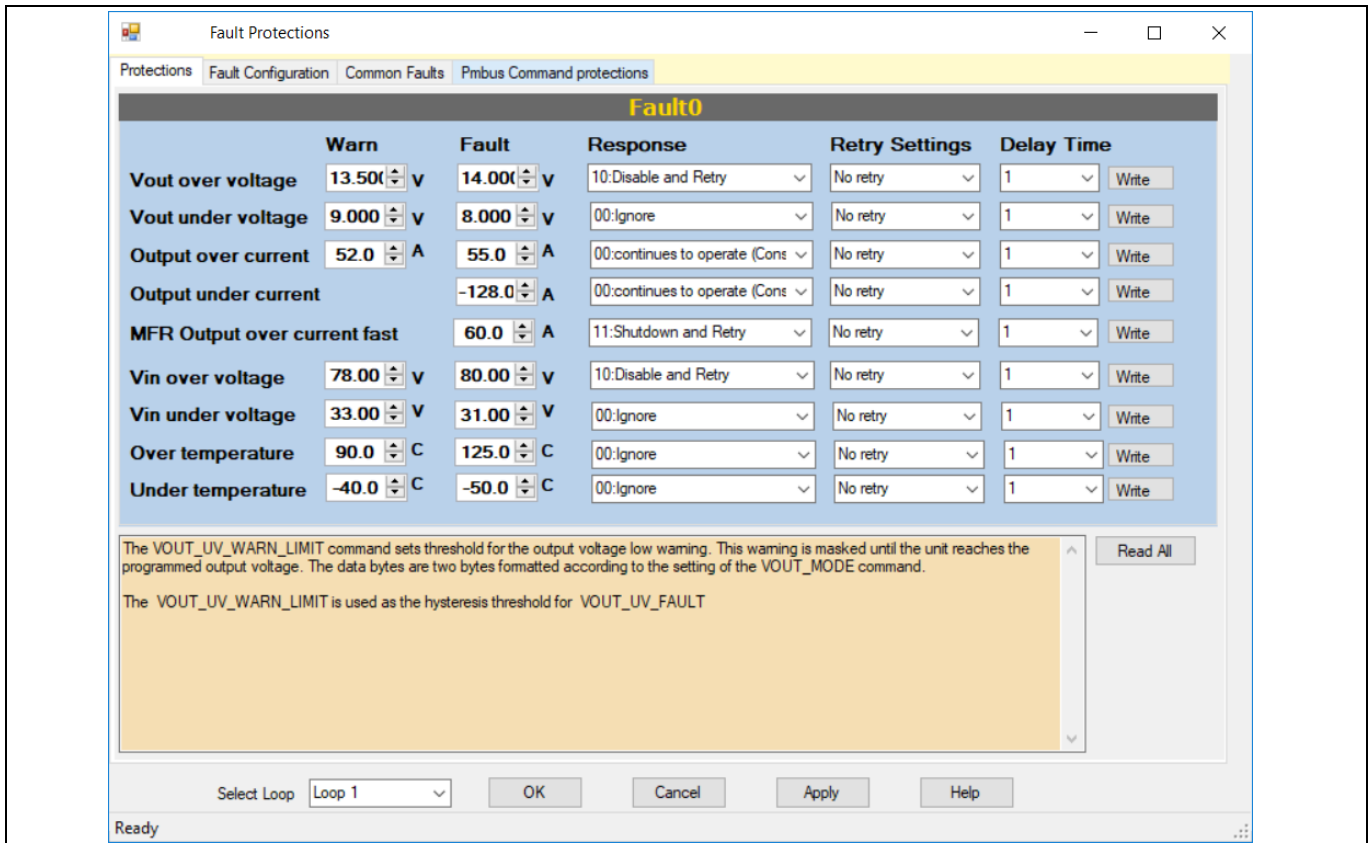 Fault Protections
Protections Fault Configuration Common Faults Pmbus Command protections
Fault0
Warn Fault Response Retry Settings Delay Time
Vout over voltage 13.50( V 14.00( V 10:Disable and Retry No retry 1 Write
Vout under voltage 9.000 V 8.000 V 00:Ignore No retry 1 Write
Output over current 52.0 A 55.0 A 00:continues to operate (Cons No retry 1 Write
Output under current -128.0 A 00:continues to operate (Cons No retry 1 Write
MFR Output over current fast 60.0 A 11:Shutdown and Retry No retry 1 Write
Vin over voltage 78.00 V 80.00 V 10:Disable and Retry No retry 1 Write
Vin under voltage 33.00 V 31.00 V 00:Ignore No retry 1 Write
Over temperature 90.0 C 125.0 C 00:Ignore No retry 1 Write
Under temperature -40.0 C -50.0 C 00:Ignore No retry 1 Write
The VOUT_UV_WARN_LIMIT command sets threshold for the output voltage low warning. This warning is masked until the unit reaches the
programmed output voltage. The data bytes are two bytes formatted according to the setting of the VOUT_MODE command.
The VOUT_UV_WARN_LIMIT is used as the hysteresis threshold for VOUT_UV_FAULT
Read All
Select Loop Loop 1 OK Cancel Apply Help
Ready